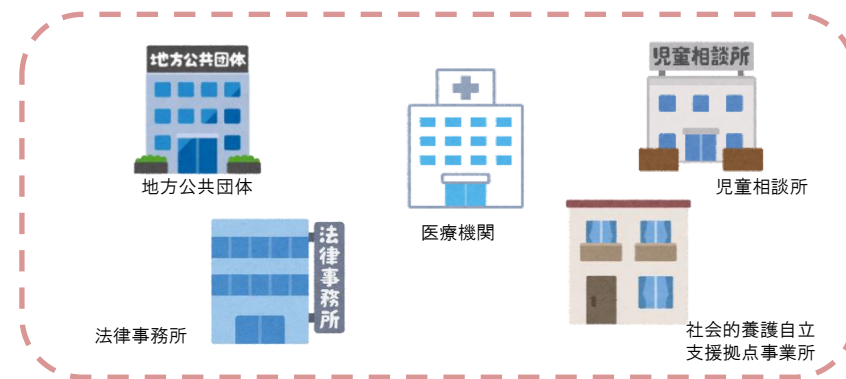 地方公共団体
地方公共団体
医療機関
児童相談所
児童相談所
法律事務所
法律事務所
社会的養護自立
支援拠点事業所